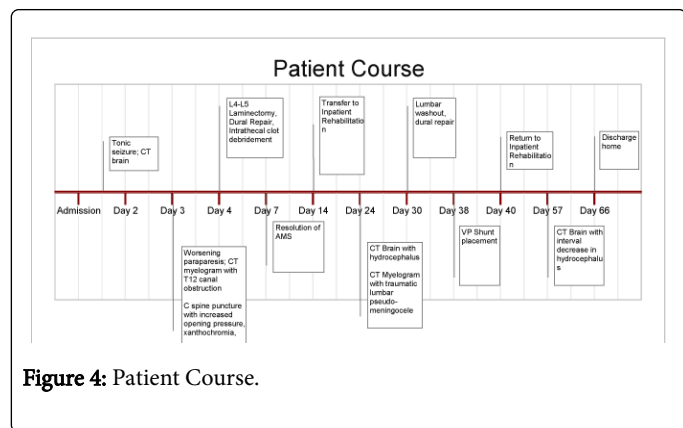 Patient Course
L4-L5
Laminectomy,
Dural Repair,
Intrathecal clot
debridement
Transfer to
Inpatient
Rehabilitatio
n
Lumbar
washout,
dural repair
Tonic
seizure; CT
brain
Return to
Inpatient
Rehabilitatio
n
Discharge
home
Admission Day 2 Day 3 Day 4 Day 7 Day 14 Day 24 Day 30 Day 38 Day 40 Day 57 Day 66
Worsening
paraparesis; CT
myelogram with
T12 canal
obstruction
C spine puncture
with increased
opening pressure,
xanthochromia,
Resolution of
AMS
CT Brain with
hydrocephalus
CT Myelogram
with traumatic
lumbar
pseudo-
meningocele
VP Shunt
placement
CT Brain with
interval
decrease in
hydrocephalu
s
Figure 4: Patient Course.